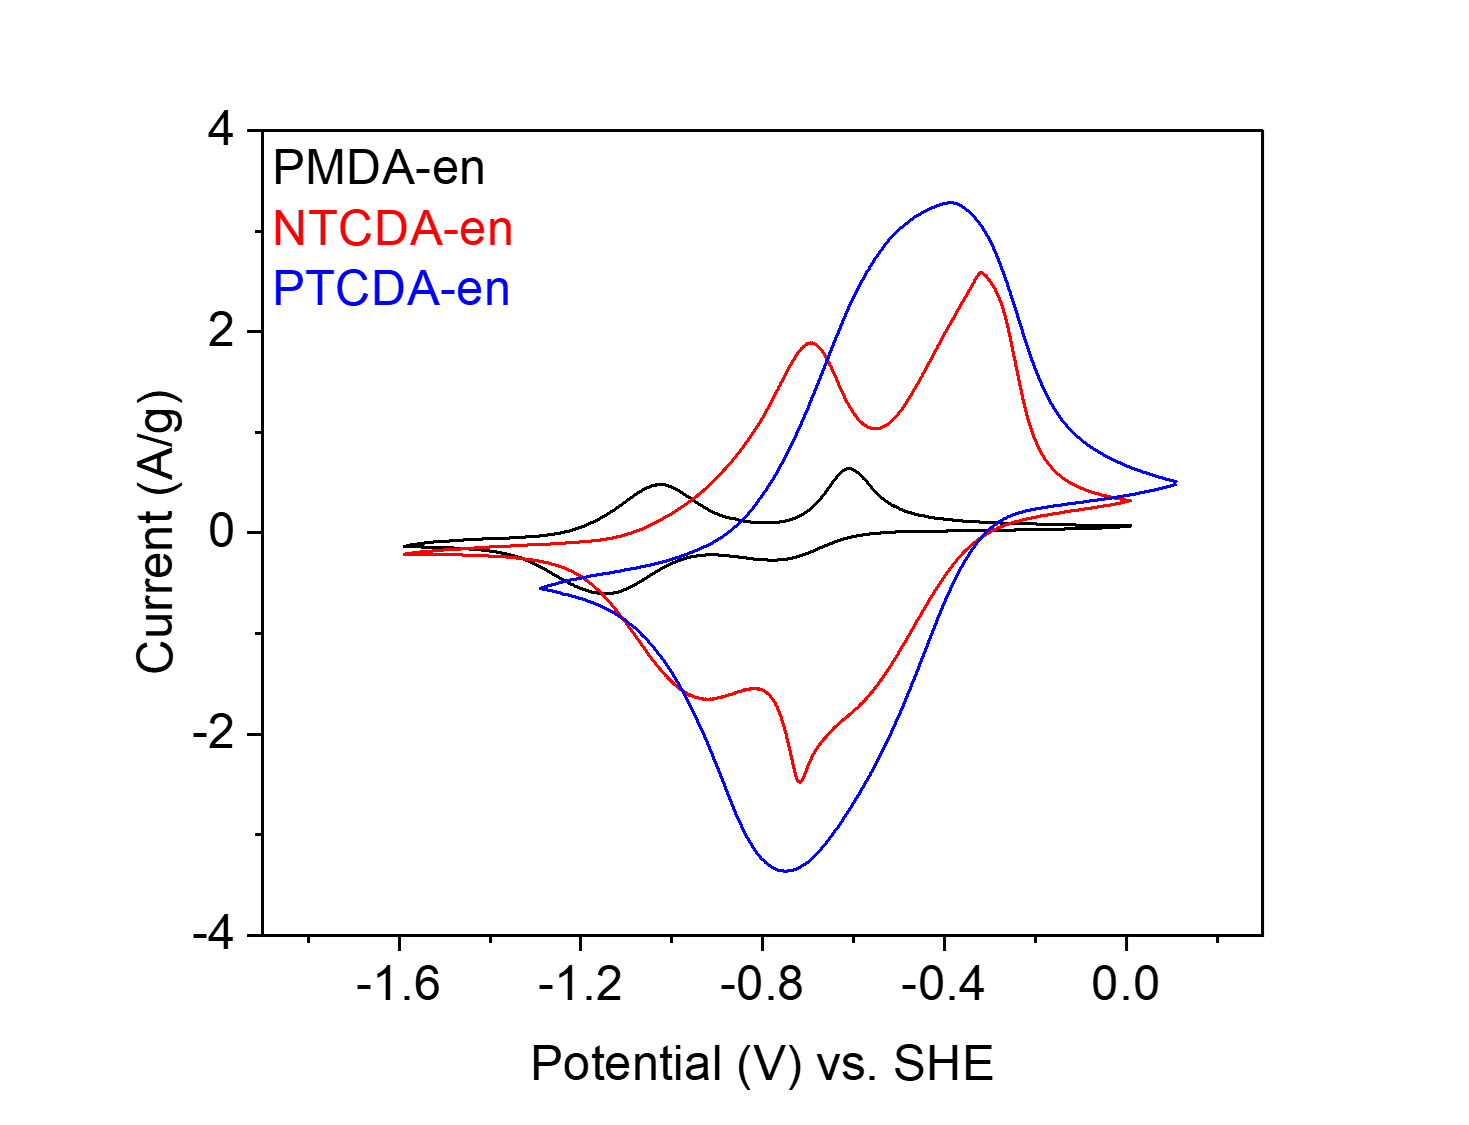 PMDA-en
NTCDA-en
PTCDA-en
4
2
0
-2
-4
Current (A/g)
-1.6 -1.2 -0.8 -0.4 0.0
Potential (V) vs. SHE